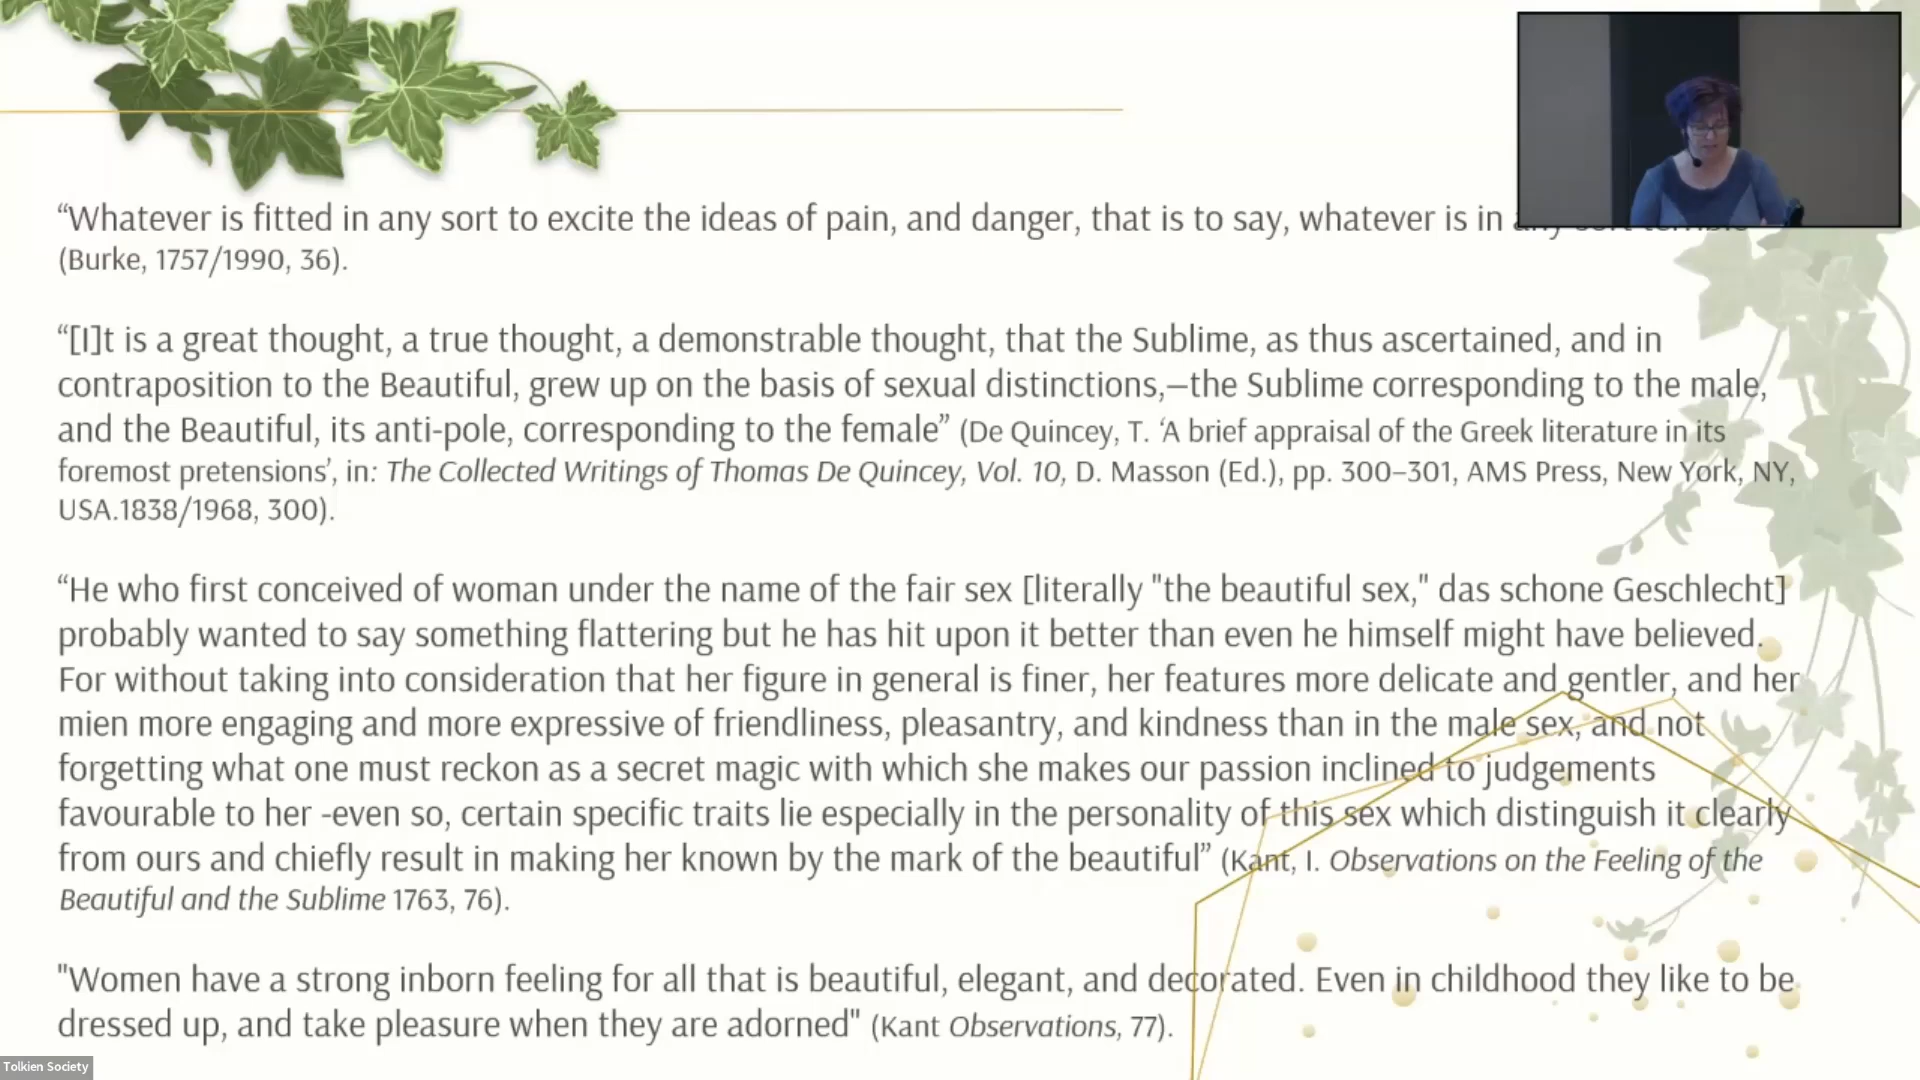 “Whatever is fitted in any sort to excite the ideas of pain, and danger, that is to say, whatever is in any sort terrible”
(Burke, 1757/1990, 36).
“[I]t is a great thought, a true thought, a demonstrable thought, that the Sublime, as thus ascertained, and in
contraposition to the Beautiful, grew up on the basis of sexual distinctions,—the Sublime corresponding to the male,
and the Beautiful, its anti-pole, corresponding to the female” (De Quincey, T. ‘A brief appraisal of the Greek literature in its
foremost pretensions’, in: The Collected Writings of Thomas De Quincey, Vol. 10, D. Masson (Ed.), pp. 300–301, AMS Press, New York, NY,
USA.1838/1968, 300).
“He who first conceived of woman under the name of the fair sex [literally "the beautiful sex," das schone Geschlecht]
probably wanted to say something flattering but he has hit upon it better than even he himself might have believed.
For without taking into consideration that her figure in general is finer, her features more delicate and gentler, and her
mien more engaging and more expressive of friendliness, pleasantry, and kindness than in the male sex, and not
forgetting what one must reckon as a secret magic with which she makes our passion inclined to judgements
favourable to her -even so, certain specific traits lie especially in the personality of this sex which distinguish it clearly
from ours and chiefly result in making her known by the mark of the beautiful” (Kant, I. Observations on the Feeling of the
Beautiful and the Sublime 1763, 76).
"Women have a strong inborn feeling for all that is beautiful, elegant, and decorated. Even in childhood they like to be
dressed up, and take pleasure when they are adorned" (Kant Observations, 77).
Tolkien Society